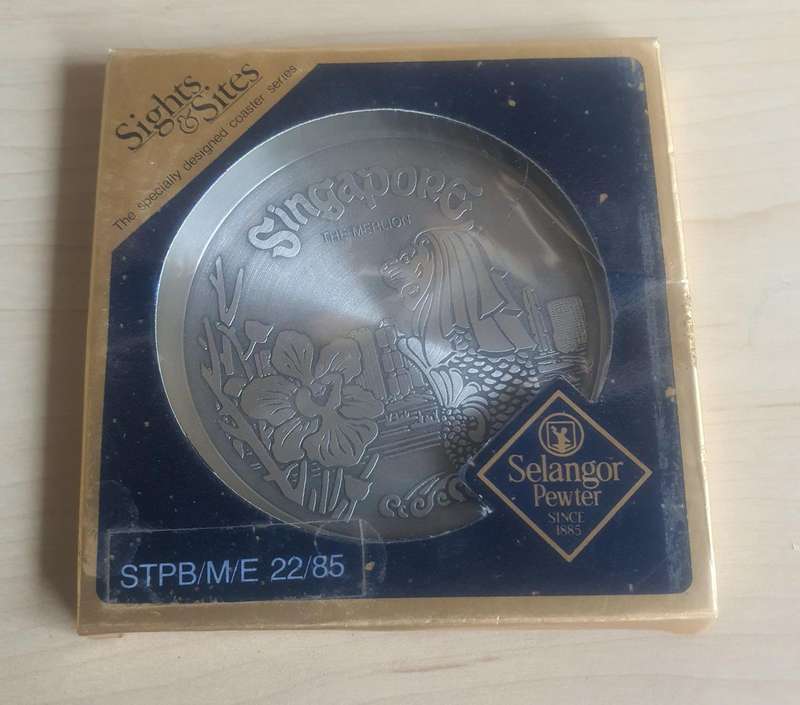 Sights
& Sites
The specially designed coaster series
Singapore
THE MERLION
Selangor
Pewter
SINCE
1885
STPB/M/E 22/85